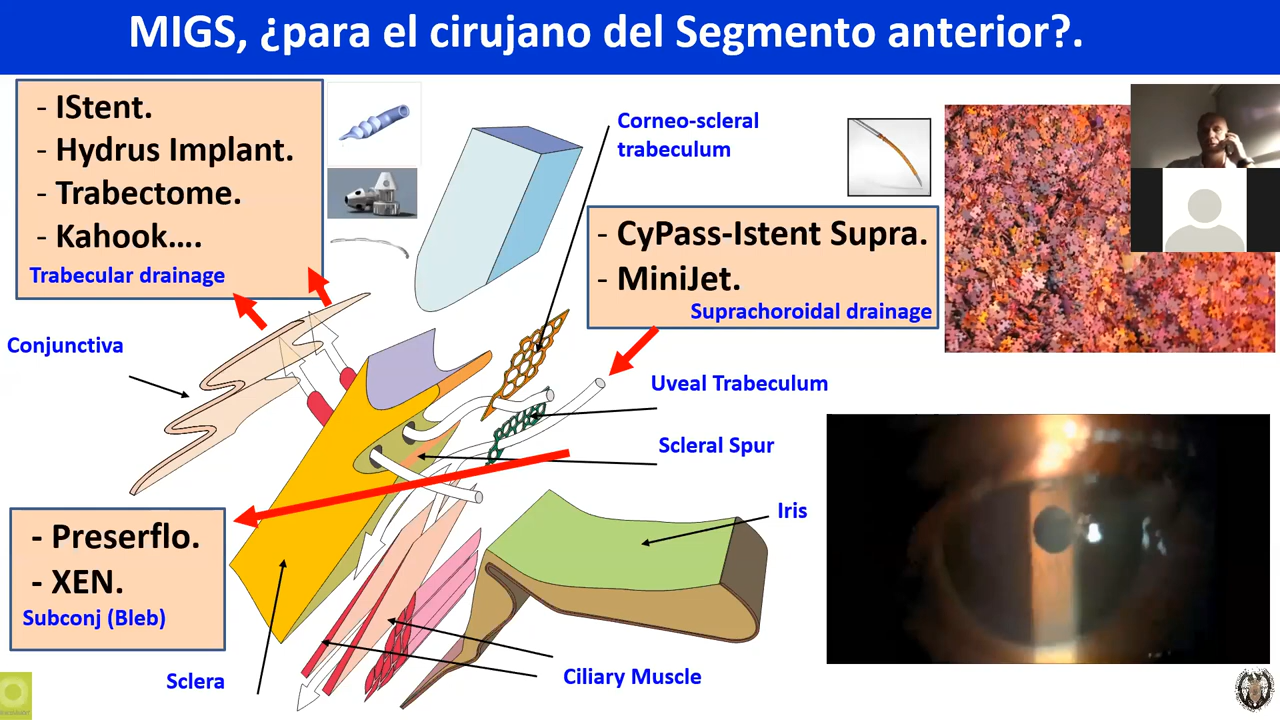 MIGS, ¿para el cirujano del Segmento anterior?.
- IStent.
- Hydrus Implant.
- Trabectome.
- Kahook....
Trabecular drainage
Corneo-scleral
trabeculum
- CyPass-Istent Supra.
- MiniJet.
Suprachoroidal drainage
Conjunctiva
Uveal Trabeculum
Scleral Spur
Iris
- Preserflo.
- XEN.
Subconj (Bleb)
Sclera
Ciliary Muscle